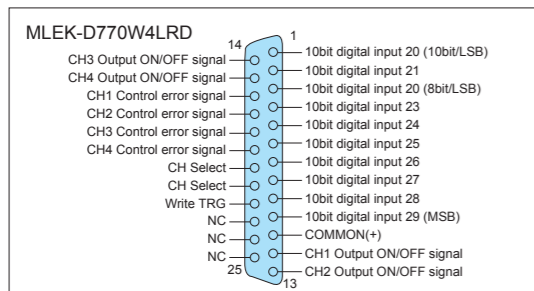 MLEK-D770W4LRD
14
1
CH3 Output ON/OFF signal
CH4 Output ON/OFF signal
CH1 Control error signal
CH2 Control error signal
CH3 Control error signal
CH4 Control error signal
CH Select
CH Select
Write TRG
NC
NC
NC
25
10bit digital input 20 (10bit/LSB)
10bit digital input 21
10bit digital input 20 (8bit/LSB)
10bit digital input 23
10bit digital input 24
10bit digital input 25
10bit digital input 26
10bit digital input 27
10bit digital input 28
10bit digital input 29 (MSB)
COMMON(+)
CH1 Output ON/OFF signal
CH2 Output ON/OFF signal
13